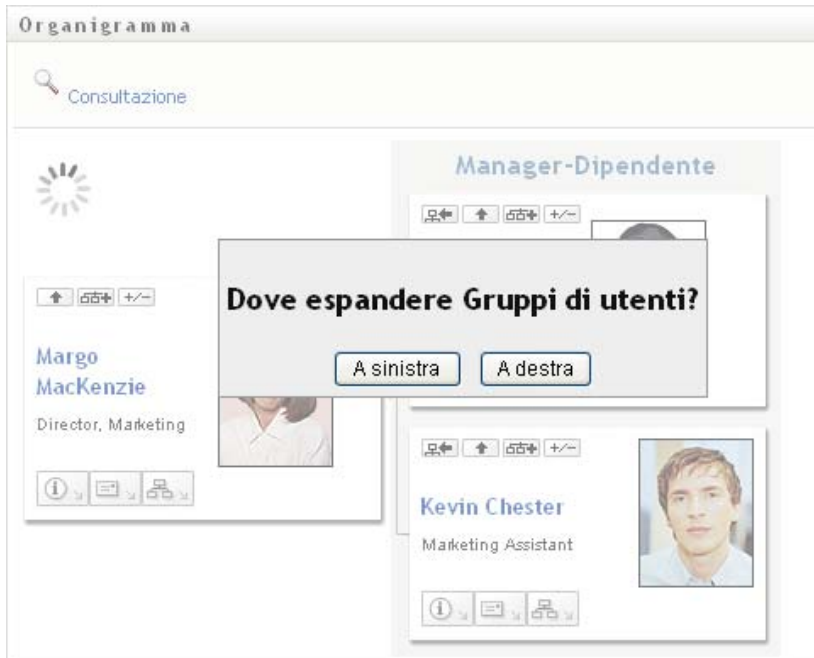 Organigramma
Consultazione
Manager-Dipendente
Dove espandere Gruppi di utenti?
A sinistra
A destra
Margo
MacKenzie
Director, Marketing
Kevin Chester
Marketing Assistant